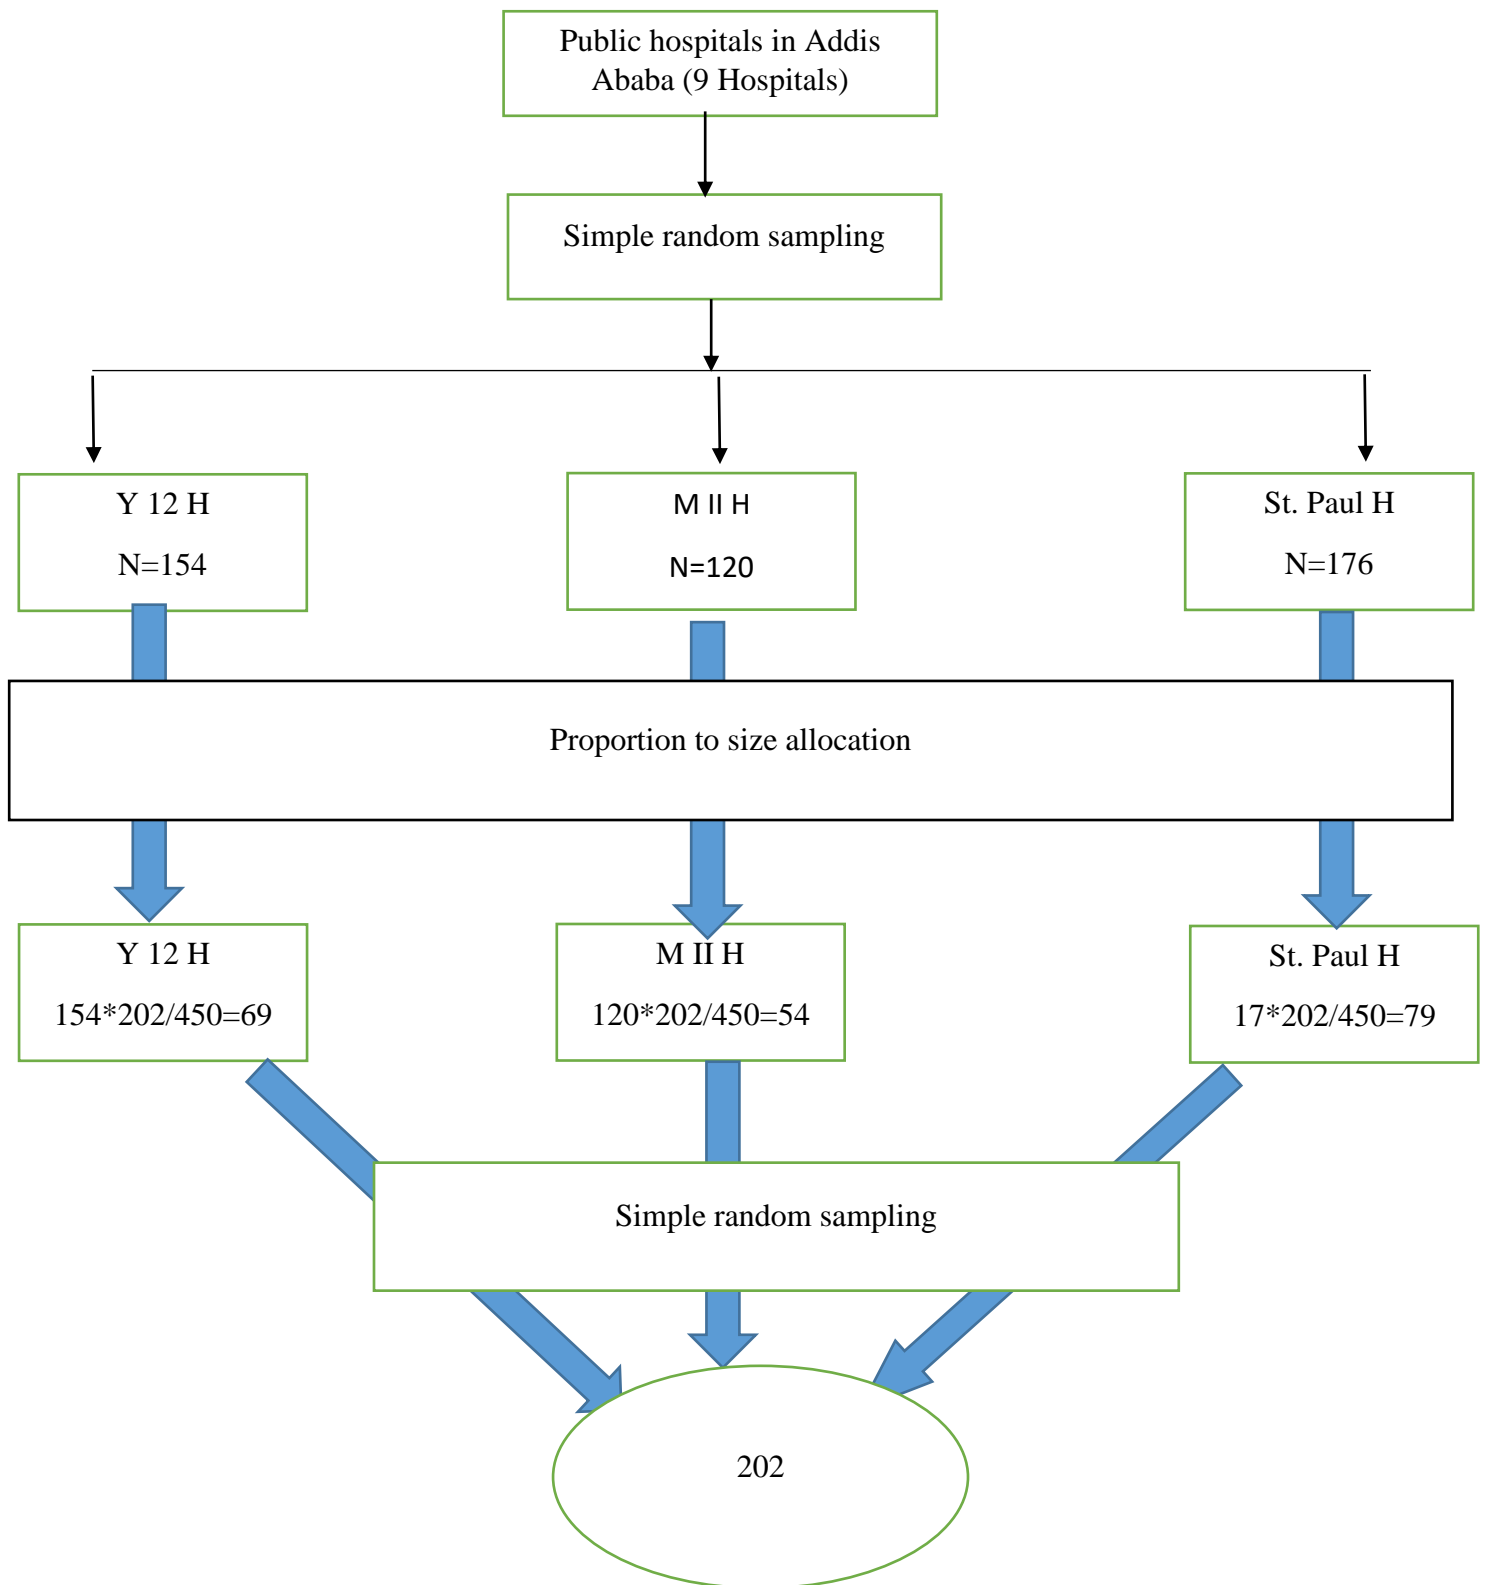 Public hospitals in Addis
Ababa (9 Hospitals)
Simple random sampling
Y 12 H
N=154
M II H
N=120
St. Paul H
N=176
Proportion to size allocation
Y 12 H
154*202/450=69
M II H
120*202/450=54
St. Paul H
17*202/450=79
Simple random sampling
202